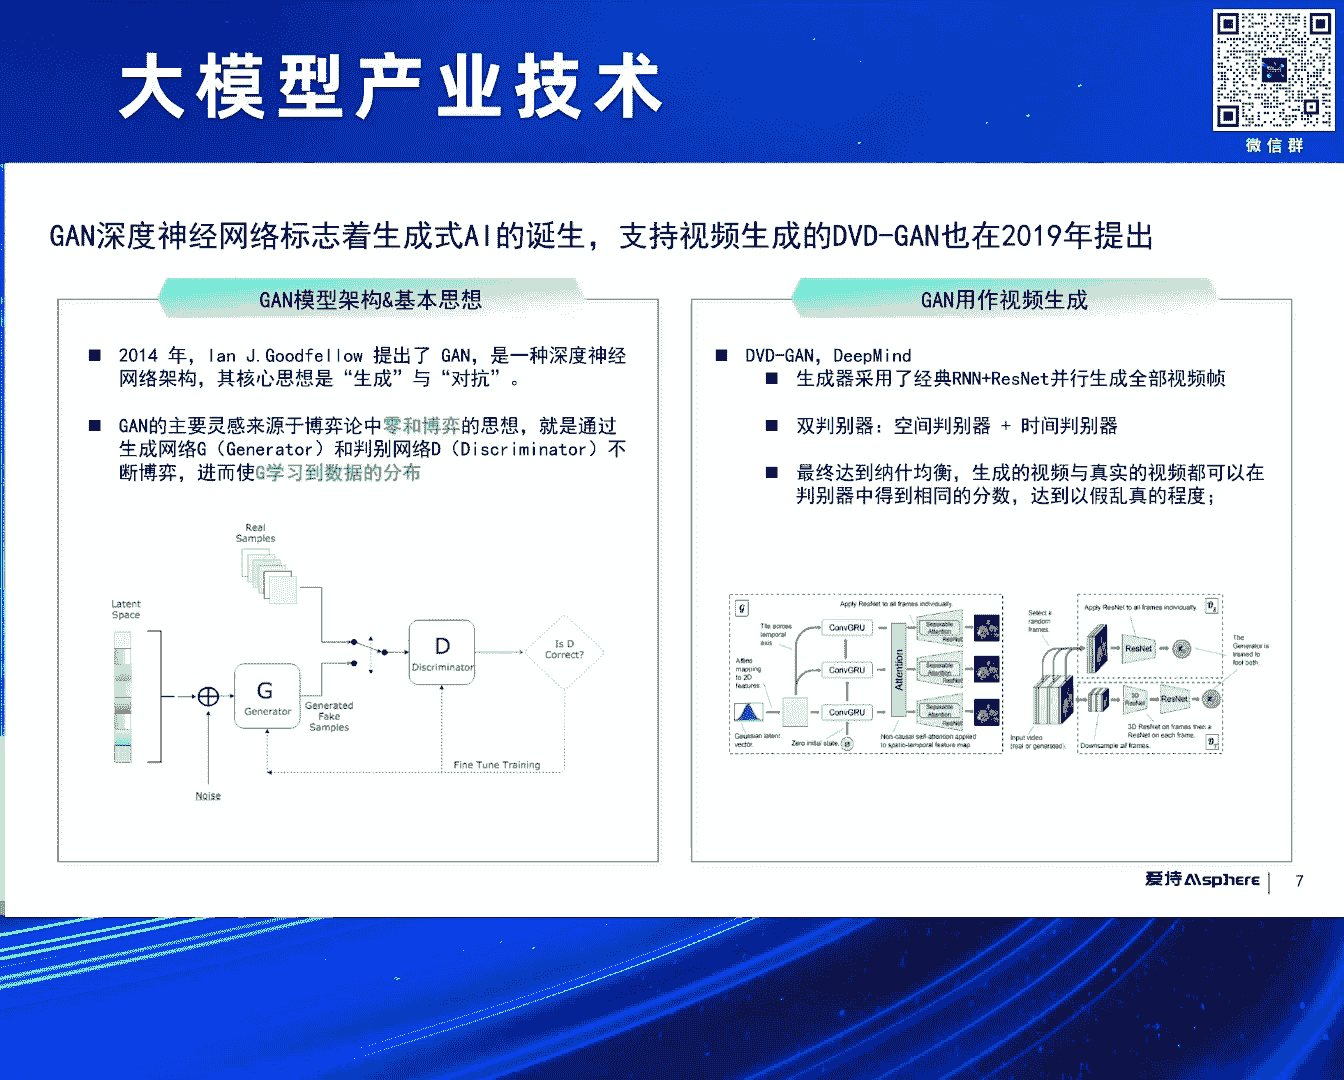 大模型产业技术
微信群
GAN深度神经网络标志着生成式AI的诞生，支持视频生成的DVD-GAN也在2019年提出
GAN模型架构&基本思想
2014 年，Ian J.Goodfellow 提出了 GAN，是一种深度神经
网络架构，其核心思想是“生成”与“对抗”。
GAN的主要灵感来源于博弈论中零和博弈的思想，就是通过
生成网络G（Generator）和判别网络D（Discriminator）不
断博弈，进而使G学习到数据的分布
Real
Samples
Latent
Space
D
Discriminator
Is D
Correct?
G
Generator
Generated
Fake
Samples
Fine Tune Training
Noise
GAN用作视频生成
DVD-GAN，DeepMind
生成器采用了经典RNN+ResNet并行生成全部视频帧
双判别器：空间判别器 + 时间判别器
最终达到纳什均衡，生成的视频与真实的视频都可以在
判别器中得到相同的分数，达到以假乱真的程度；
G
Apply ResNet to all frames individually.
Tile across
temporal
axis
ConvGRU
Separable
Attention
ResNet
Affine
mapping
to 2D
features.
ConvGRU
Attention
Separable
Attention
ResNet
ConvGRU
Separable
Attention
ResNet
Gaussian latent
vector.
Zero initial state.
Non-causal self-attention applied
to spatio-temporal feature map.
Select k
random
frames.
Apply ResNet to all frames individually.
ResNet
The
Generator is
trained to
fool both.
3D
ResNet
ResNet
3D ResNet on frames then a
ResNet on each frame.
Input video
(real or generated).
Downsample all frames.
爱诗AIsphere
7